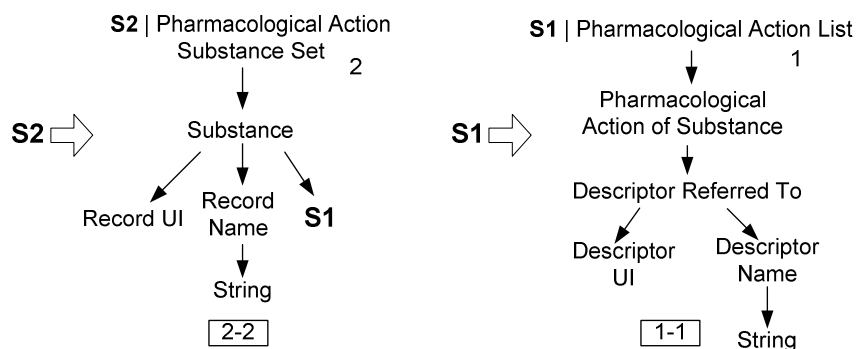 S2 | Pharmacological Action
Substance Set
2
S2
Substance
Record UI
Record
Name
S1
String
2-2
S1 | Pharmacological Action List
1
Pharmacological
Action of Substance
S1
Descriptor Referred To
Descriptor
UI
Descriptor
Name
String
1-1